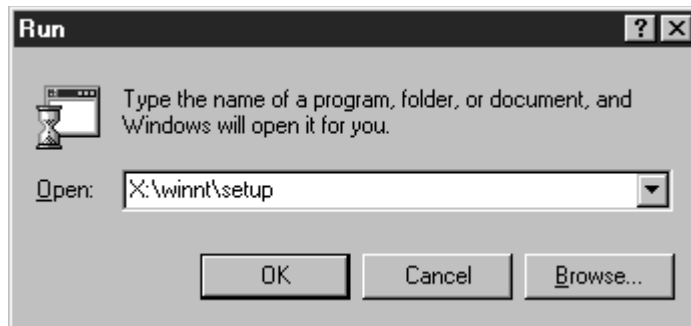 Run
Type the name of a program, folder, or document, and
Windows will open it for you.
Open: X:\winnt\setup
OK Cancel Browse...